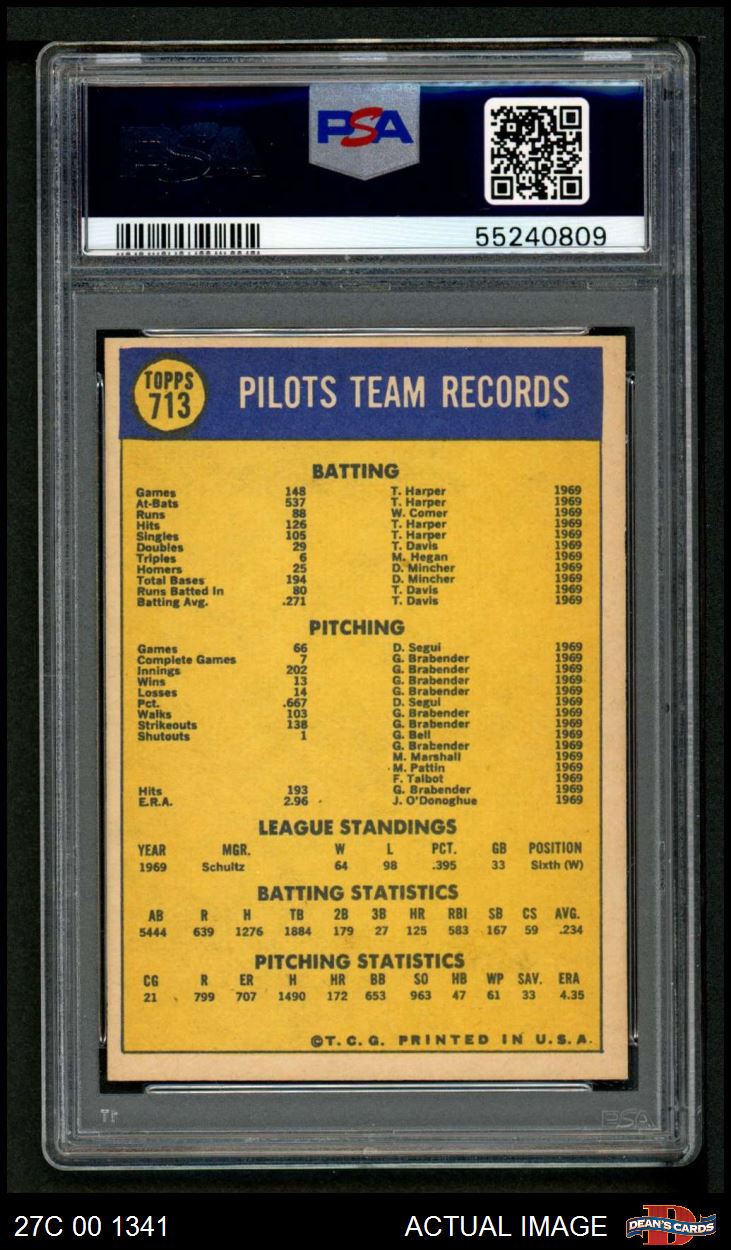 PSA
55240809
TOPPS
713
PILOTS TEAM RECORDS
BATTING
Games 148 T. Harper 1969
At-Bats 537 T. Harper 1969
Runs 88 W. Comer 1969
Hits 126 T. Harper 1969
Singles 105 T. Harper 1969
Doubles 29 T. Davis 1969
Triples 6 M. Hegan 1969
Homers 25 D. Mincher 1969
Total Bases 194 D. Mincher 1969
Runs Batted In 80 T. Davis 1969
Batting Avg. .271 T. Davis 1969
PITCHING
Games 66 D. Segui 1969
Complete Games 7 G. Brabender 1969
Innings 202 G. Brabender 1969
Wins 13 G. Brabender 1969
Losses 14 G. Brabender 1969
Pct. .667 D. Segui 1969
Walks 103 G. Brabender 1969
Strikeouts 138 G. Brabender 1969
Shutouts 1 G. Bell 1969
G. Brabender 1969
M. Marshall 1969
M. Pattin 1969
F. Talbot 1969
Hits 193 G. Brabender 1969
E.R.A. 2.96 J. O'Donoghue 1969
LEAGUE STANDINGS
YEAR MGR. W L PCT. GB POSITION
1969 Schultz 64 98 .395 33 Sixth (W)
BATTING STATISTICS
AB R H TB 2B 3B HR RBI SB CS AVG.
5444 639 1276 1884 179 27 125 583 167 59 .234
PITCHING STATISTICS
CG R ER H HR BB SO HB WP SAV. ERA
21 799 707 1490 172 653 963 47 61 33 4.35
©T.C.G. PRINTED IN U.S.A.
PSA
27C 00 1341 ACTUAL IMAGE DEAN'S CARDS